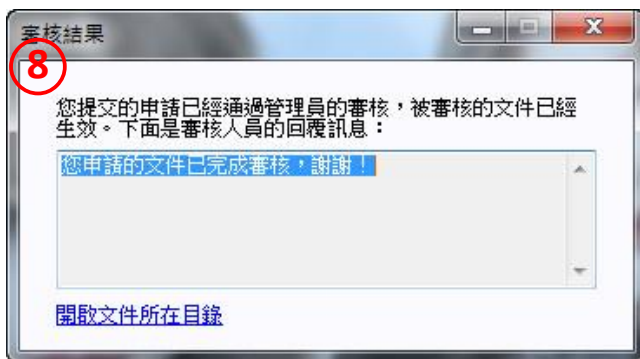 審核結果
8
您提交的申請已經通過管理員的審核，被審核的文件已經
生效。下面是審核人員的回覆訊息：
您申請的文件已完成審核，謝謝！
開啟文件所在目錄